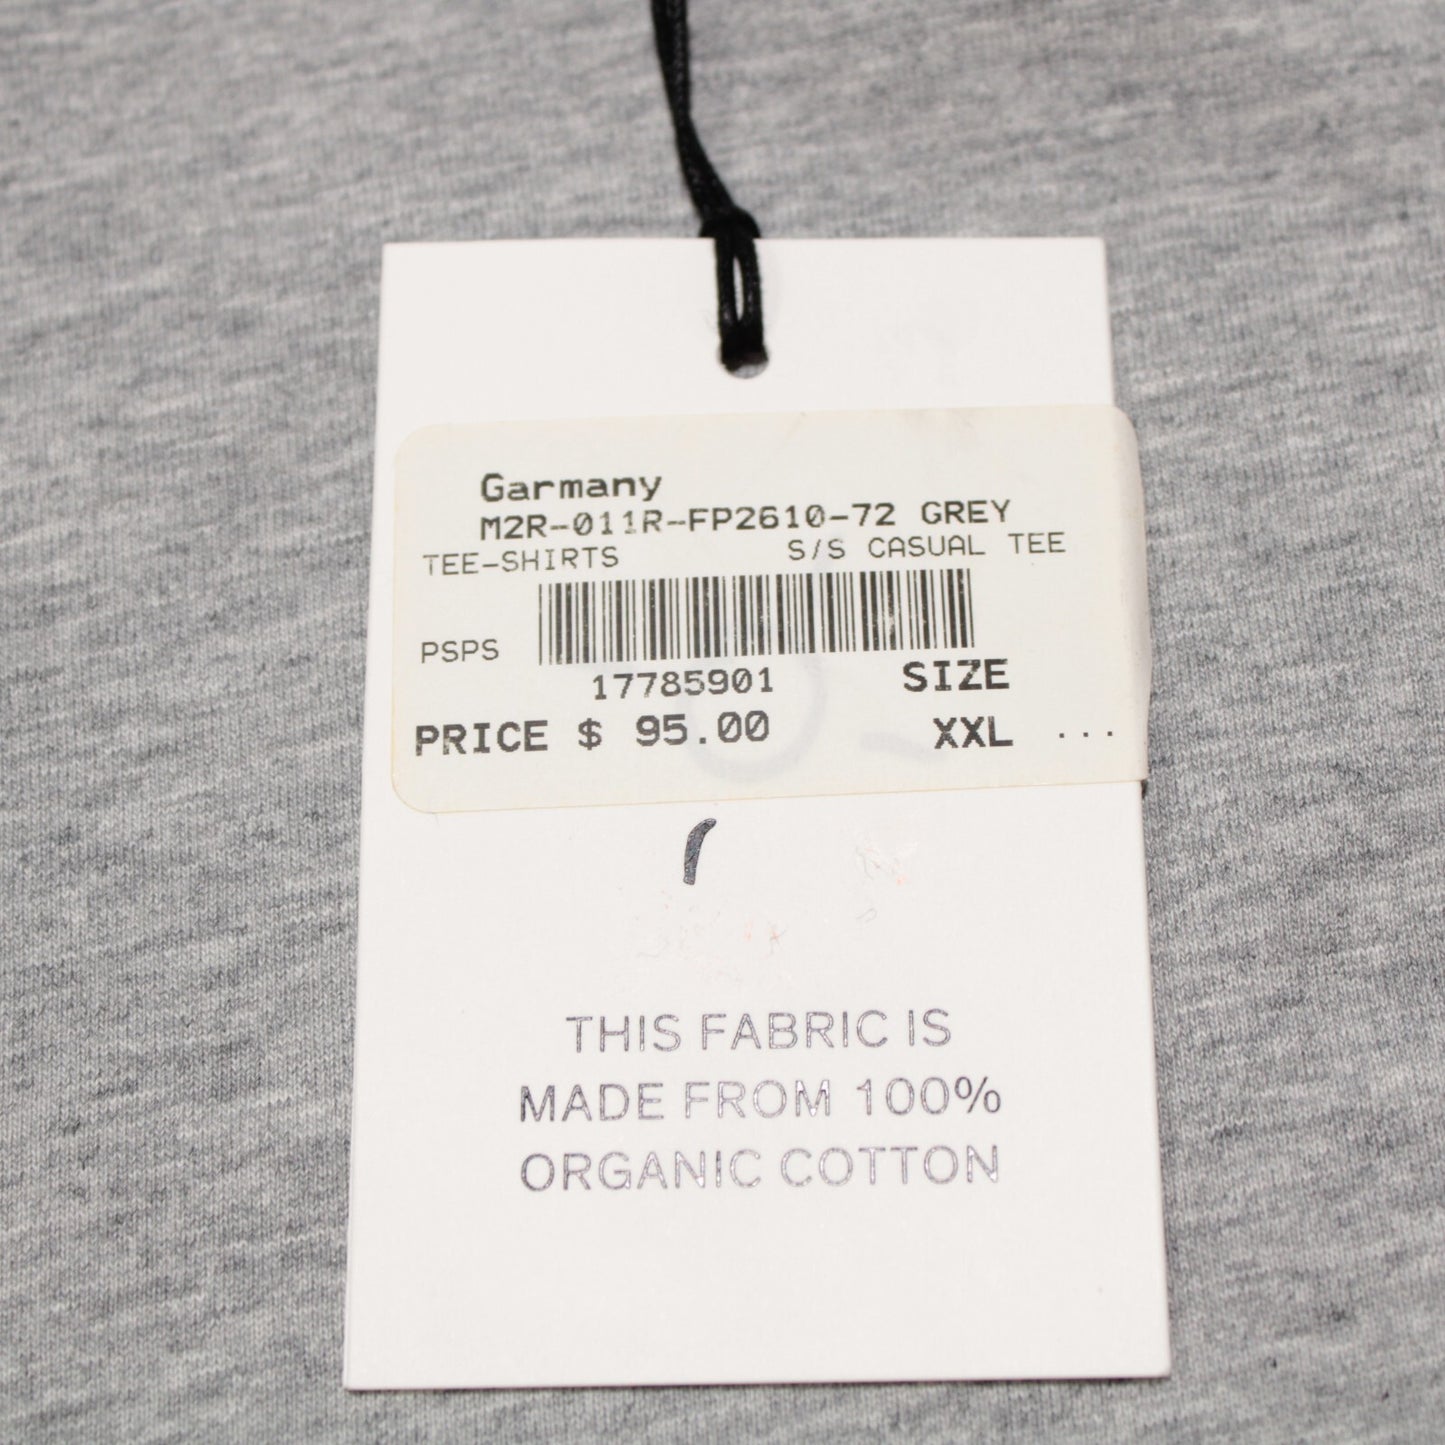 Garmany
M2R-011R-FP2610-72 GREY
TEE-SHIRTS S/S CASUAL TEE
PSPS
17785901 SIZE
PRICE $ 95.00 XXL ...
THIS FABRIC IS
MADE FROM 100%
ORGANIC COTTON